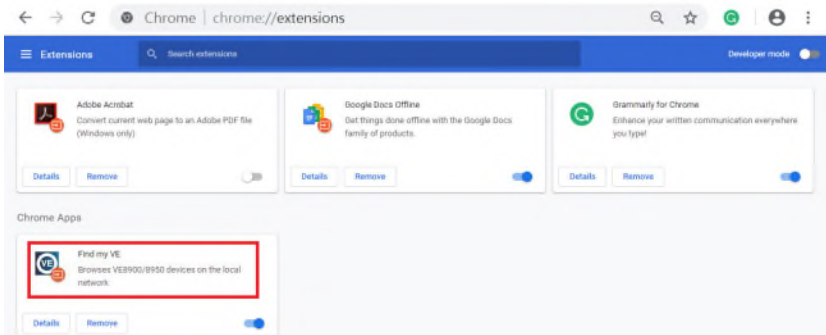 Chrome | chrome://extensions
Extensions
Search extensions
Developer mode
Adobe Acrobat
Convert current web page to an Adobe PDF file
(Windows only)
Details Remove
Google Docs Offline
Get things done offline with the Google Docs
family of products.
Details Remove
G
Grammarly for Chrome
Enhance your written communication everywhere
you type!
Details Remove
Chrome Apps
VE
Find my VE
Browses VE8900/8950 devices on the local
network
Details Remove